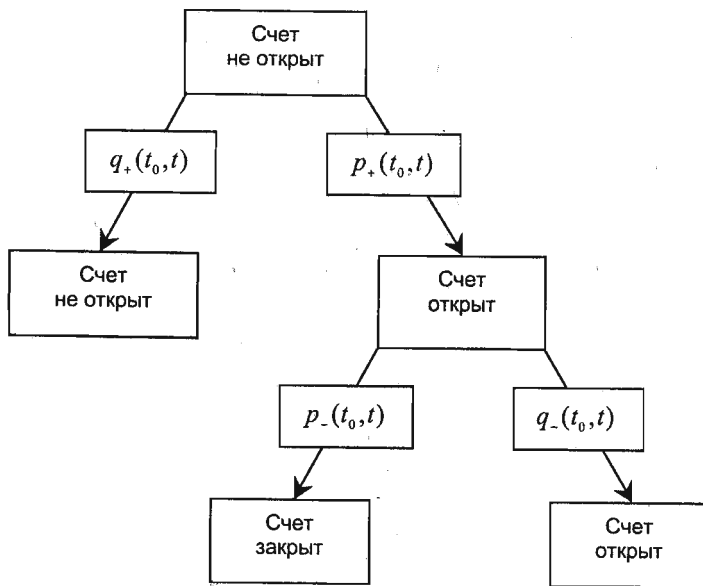 Счет
не открыт
q₊(t₀,t)
p₊(t₀,t)
Счет
не открыт
Счет
открыт
p₋(t₀,t)
q₋(t₀,t)
Счет
закрыт
Счет
открыт